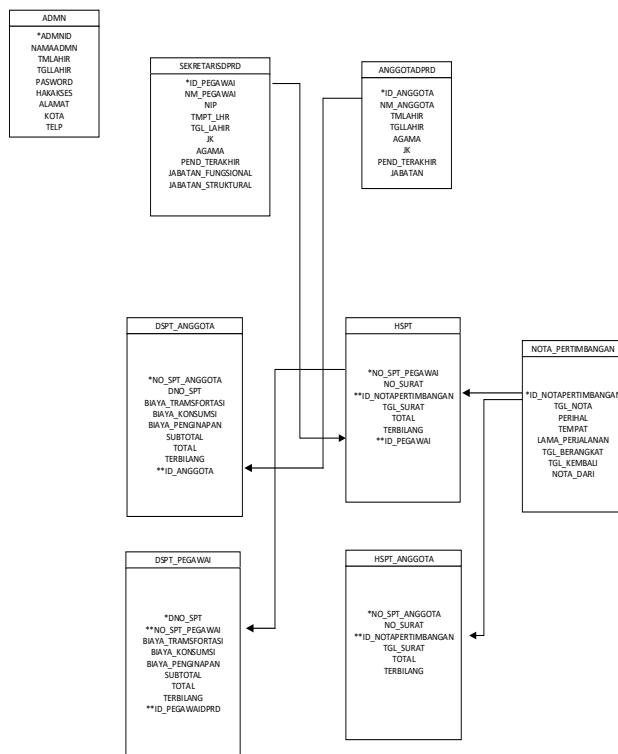 ADMN
*ADMNID
NAMAADMN
TMLAHIR
TGLLAHIR
PASWORD
HAKAKSES
ALAMAT
KOTA
TELP
SEKRETARISDPRD
*ID_PEGAWAI
NM_PEGAWAI
NIP
TMPT_LHR
TGL_LAHIR
JK
AGAMA
PEND_TERAKHIR
JABATAN_FUNGSIONAL
JABATAN_STRUKTURAL
ANGGOTADPRD
*ID_ANGGOTA
NM_ANGGOTA
TMLAHIR
TGLLAHIR
AGAMA
JK
PEND_TERAKHIR
JABATAN
DSPT_ANGGOTA
*NO_SPT_ANGGOTA
DNO_SPT
BIAYA_TRAMSFORTASI
BIAYA_KONSUMSI
BIAYA_PENGINAPAN
SUBTOTAL
TOTAL
TERBILANG
**ID_ANGGOTA
HSPT
*NO_SPT_PEGAWAI
NO_SURAT
**ID_NOTAPERTIMBANGAN
TGL_SURAT
TOTAL
TERBILANG
**ID_PEGAWAI
NOTA_PERTIMBANGAN
*ID_NOTAPERTIMBANGAN
TGL_NOTA
PERIHAL
TEMPAT
LAMA_PERJALANAN
TGL_BERANGKAT
TGL_KEMBALI
NOTA_DARI
DSPT_PEGAWAI
*DNO_SPT
**NO_SPT_PEGAWAI
BIAYA_TRAMSFORTASI
BIAYA_KONSUMSI
BIAYA_PENGINAPAN
SUBTOTAL
TOTAL
TERBILANG
**ID_PEGAWAIDPRD
HSPT_ANGGOTA
*NO_SPT_ANGGOTA
NO_SURAT
**ID_NOTAPERTIMBANGAN
TGL_SURAT
TOTAL
TERBILANG